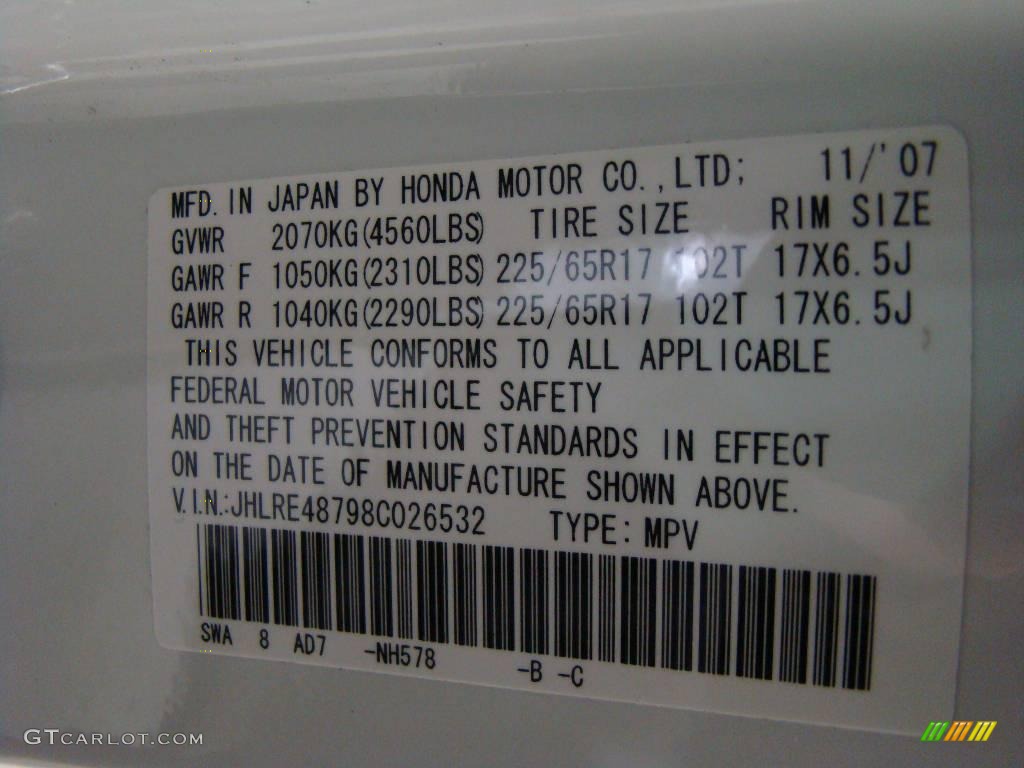 MFD. IN JAPAN BY HONDA MOTOR CO., LTD; 11/'07
GVWR 2070KG(4560LBS) TIRE SIZE RIM SIZE
GAWR F 1050KG(2310LBS) 225/65R17 102T 17X6.5J
GAWR R 1040KG(2290LBS) 225/65R17 102T 17X6.5J
THIS VEHICLE CONFORMS TO ALL APPLICABLE
FEDERAL MOTOR VEHICLE SAFETY
AND THEFT PREVENTION STANDARDS IN EFFECT
ON THE DATE OF MANUFACTURE SHOWN ABOVE.
V.I.N.:JHLRE48798C026532 TYPE: MPV
SWA 8 AD7 -NH578 -B -C
GTCARLOT.COM